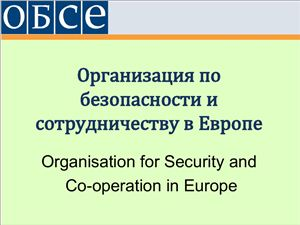 ОБСЕ
Организация по
безопасности и
сотрудничеству в Европе
Organisation for Security and
Co-operation in Europe